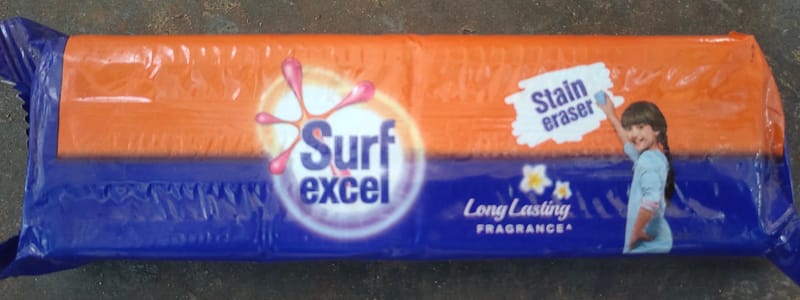 Surf
excel
Stain
eraser
Long Lasting
FRAGRANCE^